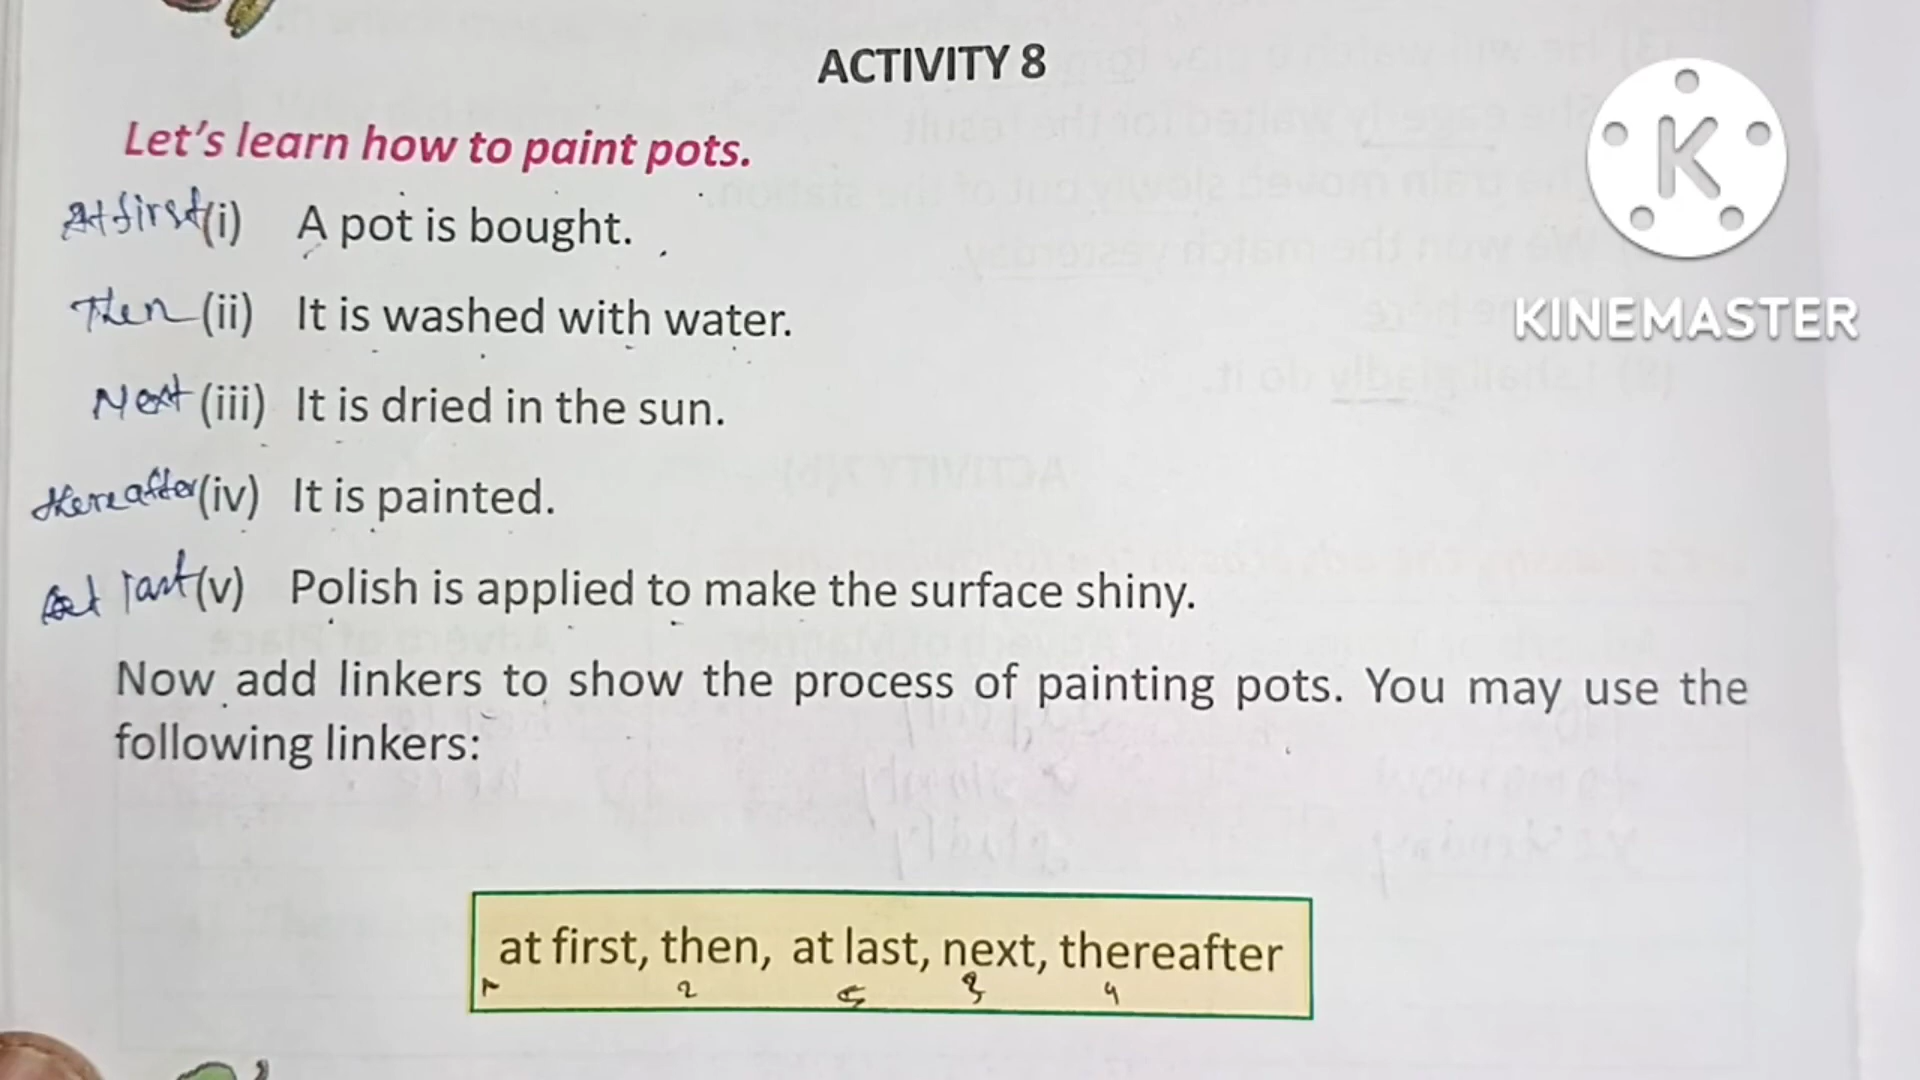 ACTIVITY 8
Let's learn how to paint pots.
At first (i) A pot is bought.
Then (ii) It is washed with water.
Next (iii) It is dried in the sun.
thereafter (iv) It is painted.
at last (v) Polish is applied to make the surface shiny.
Now add linkers to show the process of painting pots. You may use the
following linkers:
at first, then, at last, next, thereafter
1 2 5 3 4
K
KINEMASTER